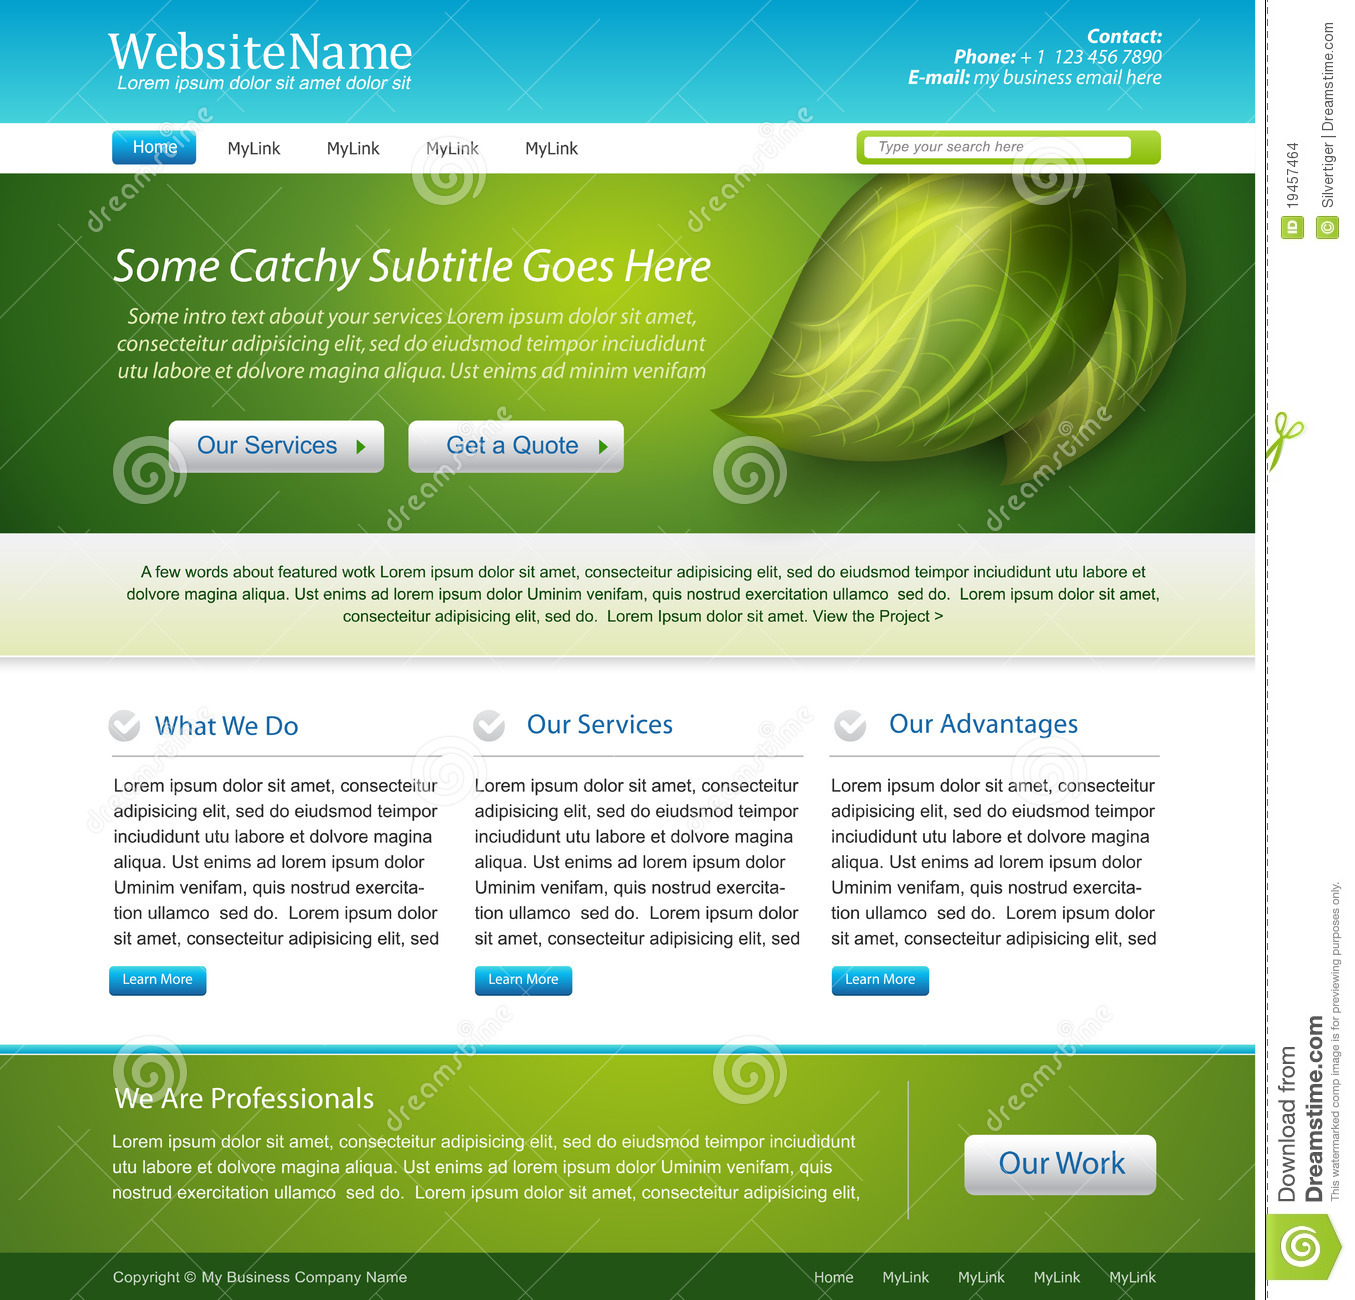 WebsiteName
Lorem ipsum dolor sit amet dolor sit
Contact:
Phone: + 1 123 456 7890
E-mail: my business email here
Home
MyLink
MyLink
MyLink
MyLink
Type your search here
Some Catchy Subtitle Goes Here
Some intro text about your services Lorem ipsum dolor sit amet,
consecteitur adipisicing elit, sed do eiudsmod teimpor inciudidunt
utu labore et dolvore magina aliqua. Ust enims ad minim venifam
Our Services
Get a Quote
A few words about featured wotk Lorem ipsum dolor sit amet, consecteitur adipisicing elit, sed do eiudsmod teimpor inciudidunt utu labore et
dolvore magina aliqua. Ust enims ad lorem ipsum dolor Uminim venifam, quis nostrud exercitation ullamco sed do. Lorem ipsum dolor sit amet,
consecteitur adipisicing elit, sed do. Lorem Ipsum dolor sit amet. View the Project >
What We Do
Lorem ipsum dolor sit amet, consecteitur
adipisicing elit, sed do eiudsmod teimpor
inciudidunt utu labore et dolvore magina
aliqua. Ust enims ad lorem ipsum dolor
Uminim venifam, quis nostrud exercita-
tion ullamco sed do. Lorem ipsum dolor
sit amet, consecteitur adipisicing elit, sed
Learn More
Our Services
Lorem ipsum dolor sit amet, consecteitur
adipisicing elit, sed do eiudsmod teimpor
inciudidunt utu labore et dolvore magina
aliqua. Ust enims ad lorem ipsum dolor
Uminim venifam, quis nostrud exercita-
tion ullamco sed do. Lorem ipsum dolor
sit amet, consecteitur adipisicing elit, sed
Learn More
Our Advantages
Lorem ipsum dolor sit amet, consecteitur
adipisicing elit, sed do eiudsmod teimpor
inciudidunt utu labore et dolvore magina
aliqua. Ust enims ad lorem ipsum dolor
Uminim venifam, quis nostrud exercita-
tion ullamco sed do. Lorem ipsum dolor
sit amet, consecteitur adipisicing elit, sed
Learn More
We Are Professionals
Lorem ipsum dolor sit amet, consecteitur adipisicing elit, sed do eiudsmod teimpor inciudidunt
utu labore et dolvore magina aliqua. Ust enims ad lorem ipsum dolor Uminim venifam, quis
nostrud exercitation ullamco sed do. Lorem ipsum dolor sit amet, consecteitur adipisicing elit,
Our Work
Copyright © My Business Company Name
Home
MyLink
MyLink
MyLink
MyLink
dreamstime
dreamstime
dreamstime
dreamstime
dreamstime
dreamstime
dreamstime
dreamstime
ID 19457464
© Silvertiger | Dreamstime.com
Download from
Dreamstime.com
This watermarked comp image is for previewing purposes only.